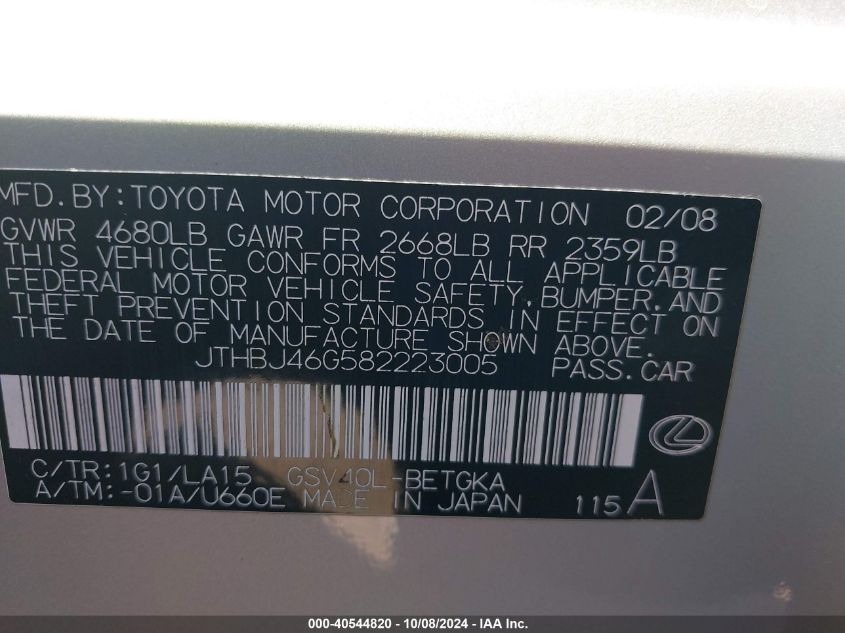 MFD.BY:TOYOTA MOTOR CORPORATION 02/08
GVWR 4680LB GAWR FR 2668LB RR 2359LB
THIS VEHICLE CONFORMS TO ALL APPLICABLE
FEDERAL MOTOR VEHICLE SAFETY,BUMPER,AND
THEFT PREVENTION STANDARDS IN EFFECT ON
THE DATE OF MANUFACTURE SHOWN ABOVE.
JTHBJ46G582223005 PASS.CAR
C/TR:1G1/LA15 GSV40L-BETGKA
A/TM:-01A/U660E MADE IN JAPAN 115 A
000-40544820 - 10/08/2024 - IAA Inc.